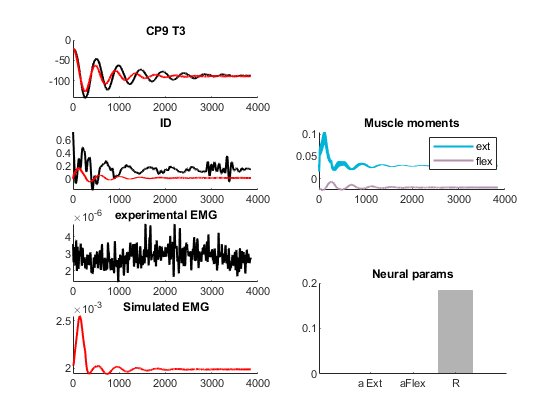 CP9 T3
0
-50
-100
0 1000 2000 3000 4000
ID
0.6
0.4
0.2
0
0 1000 2000 3000 4000
×10⁻⁶ experimental EMG
4
3
2
0 1000 2000 3000 4000
×10⁻³ Simulated EMG
2.5
2
0 1000 2000 3000 4000
Muscle moments
0.1
0.05
0
ext
flex
0 1000 2000 3000 4000
Neural params
0.2
0.1
0
a Ext aFlex R